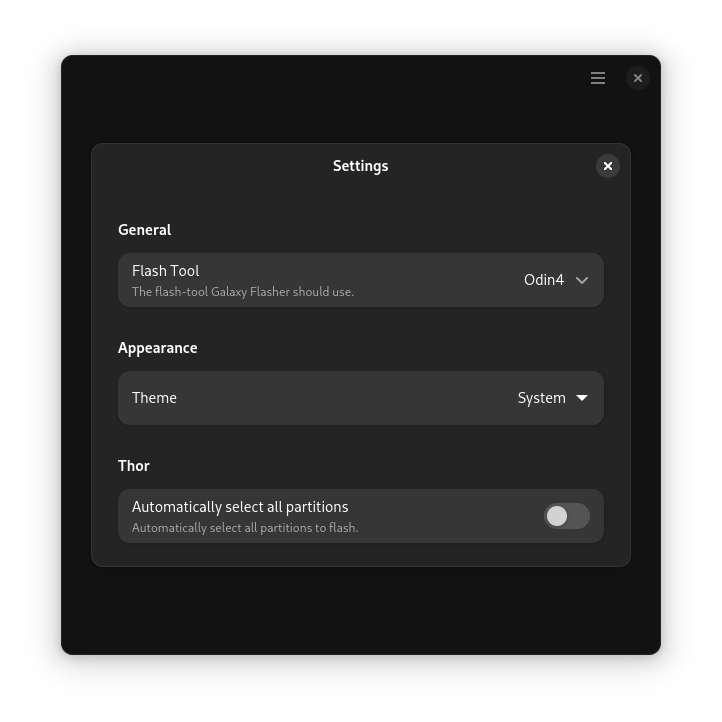 Settings
General
Flash Tool
The flash-tool Galaxy Flasher should use.
Odin4
Appearance
Theme
System
Thor
Automatically select all partitions
Automatically select all partitions to flash.